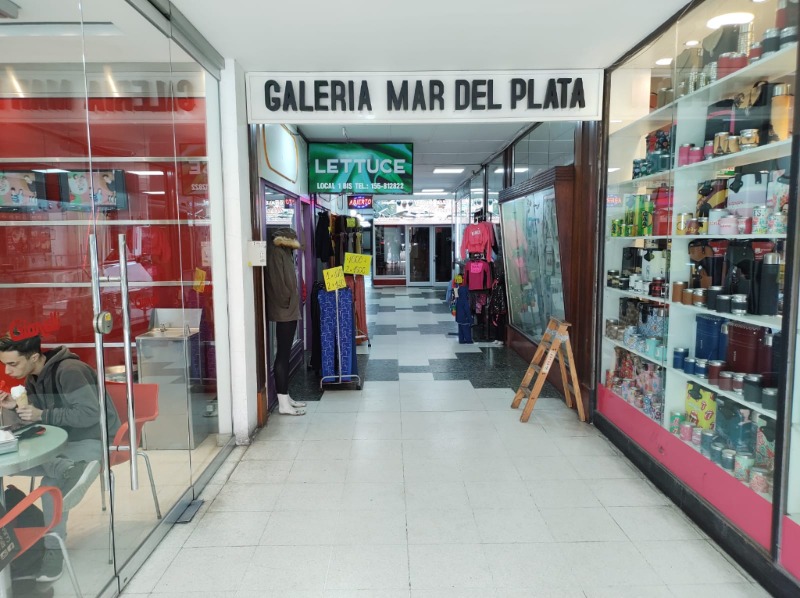 GALERIA MAR DEL PLATA
LETTUCE
LOCAL 1 BIS TEL.: 155-812822
ABIERTO